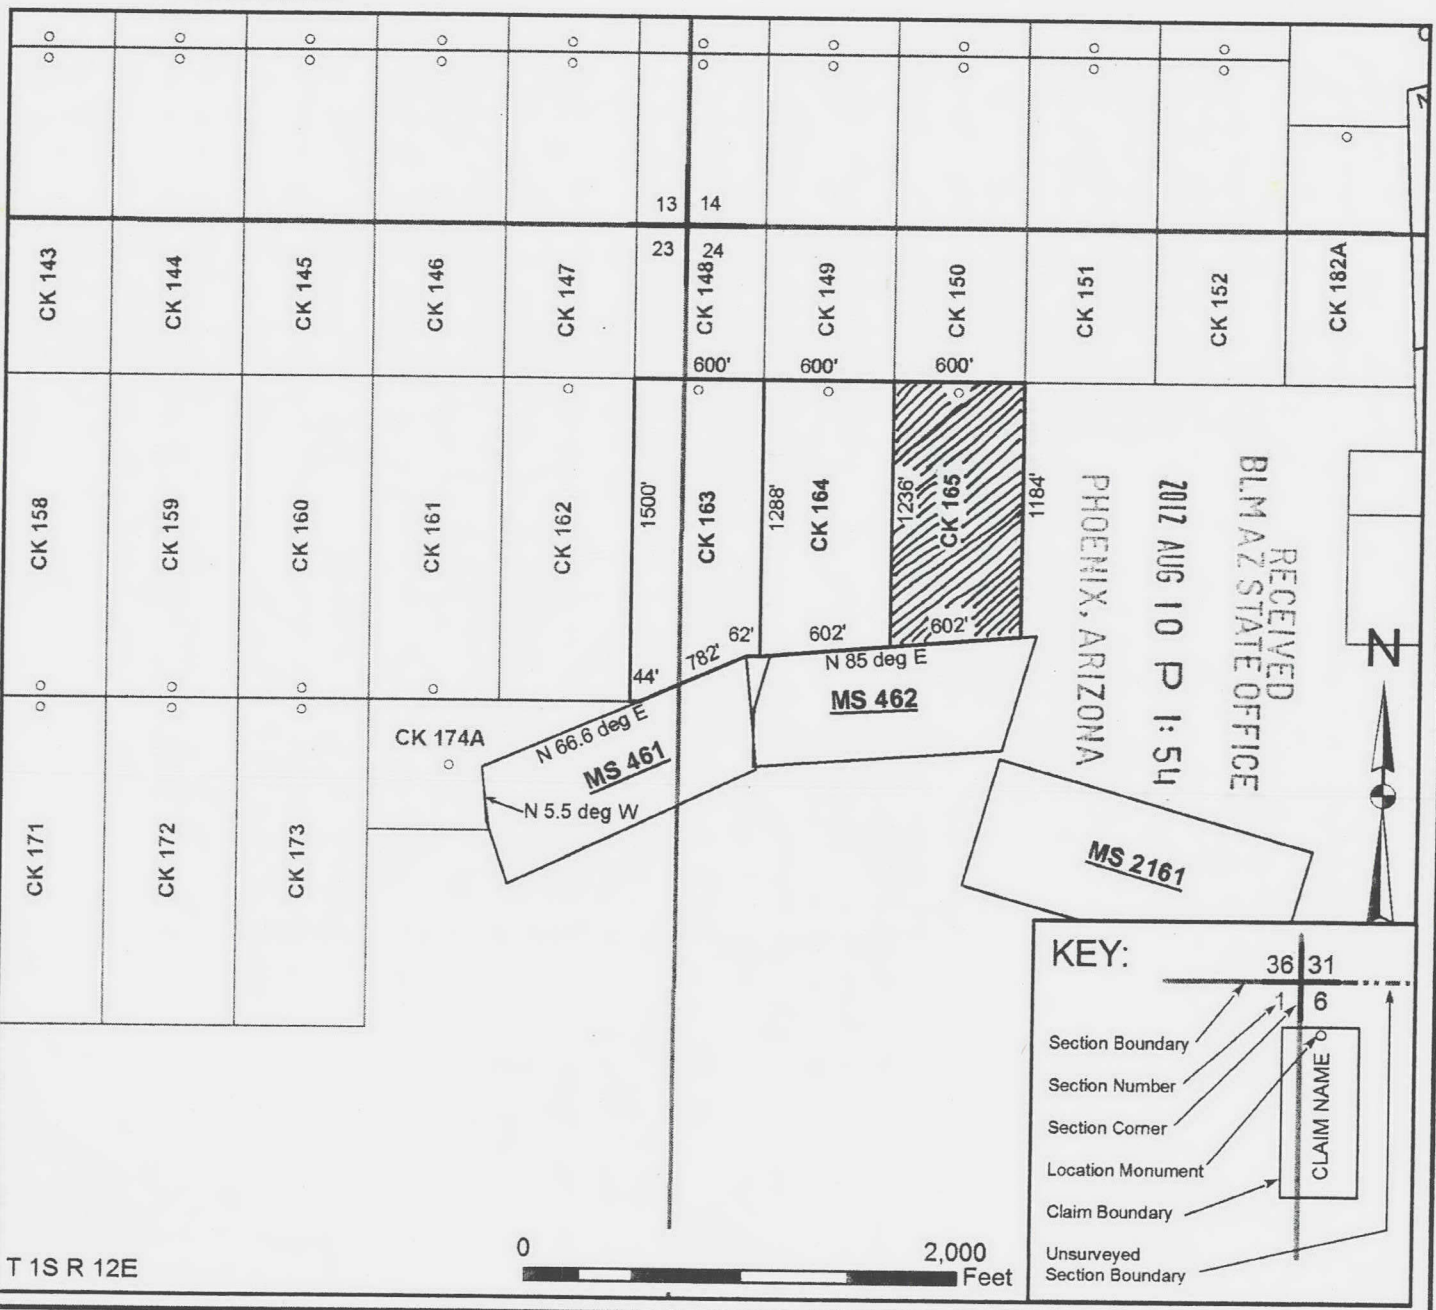 13 14
23 24
CK 143
CK 144
CK 145
CK 146
CK 147
CK 148
CK 149
CK 150
CK 151
CK 152
CK 182A
600'
600'
600'
CK 158
CK 159
CK 160
CK 161
CK 162
1500'
CK 163
1288'
CK 164
1236'
CK 165
1184'
RECEIVED
BLM AZ STATE OFFICE
2012 AUG 10 P 1:54
PHOENIX, ARIZONA
44'
782'
62'
602'
602'
N 85 deg E
MS 462
N
CK 174A
N 66.6 deg E
MS 461
N 5.5 deg W
CK 171
CK 172
CK 173
MS 2161
KEY:
36 31
1 6
Section Boundary
Section Number
Section Corner
Location Monument
Claim Boundary
Unsurveyed
Section Boundary
CLAIM NAME
T 1S R 12E
0
2,000
Feet